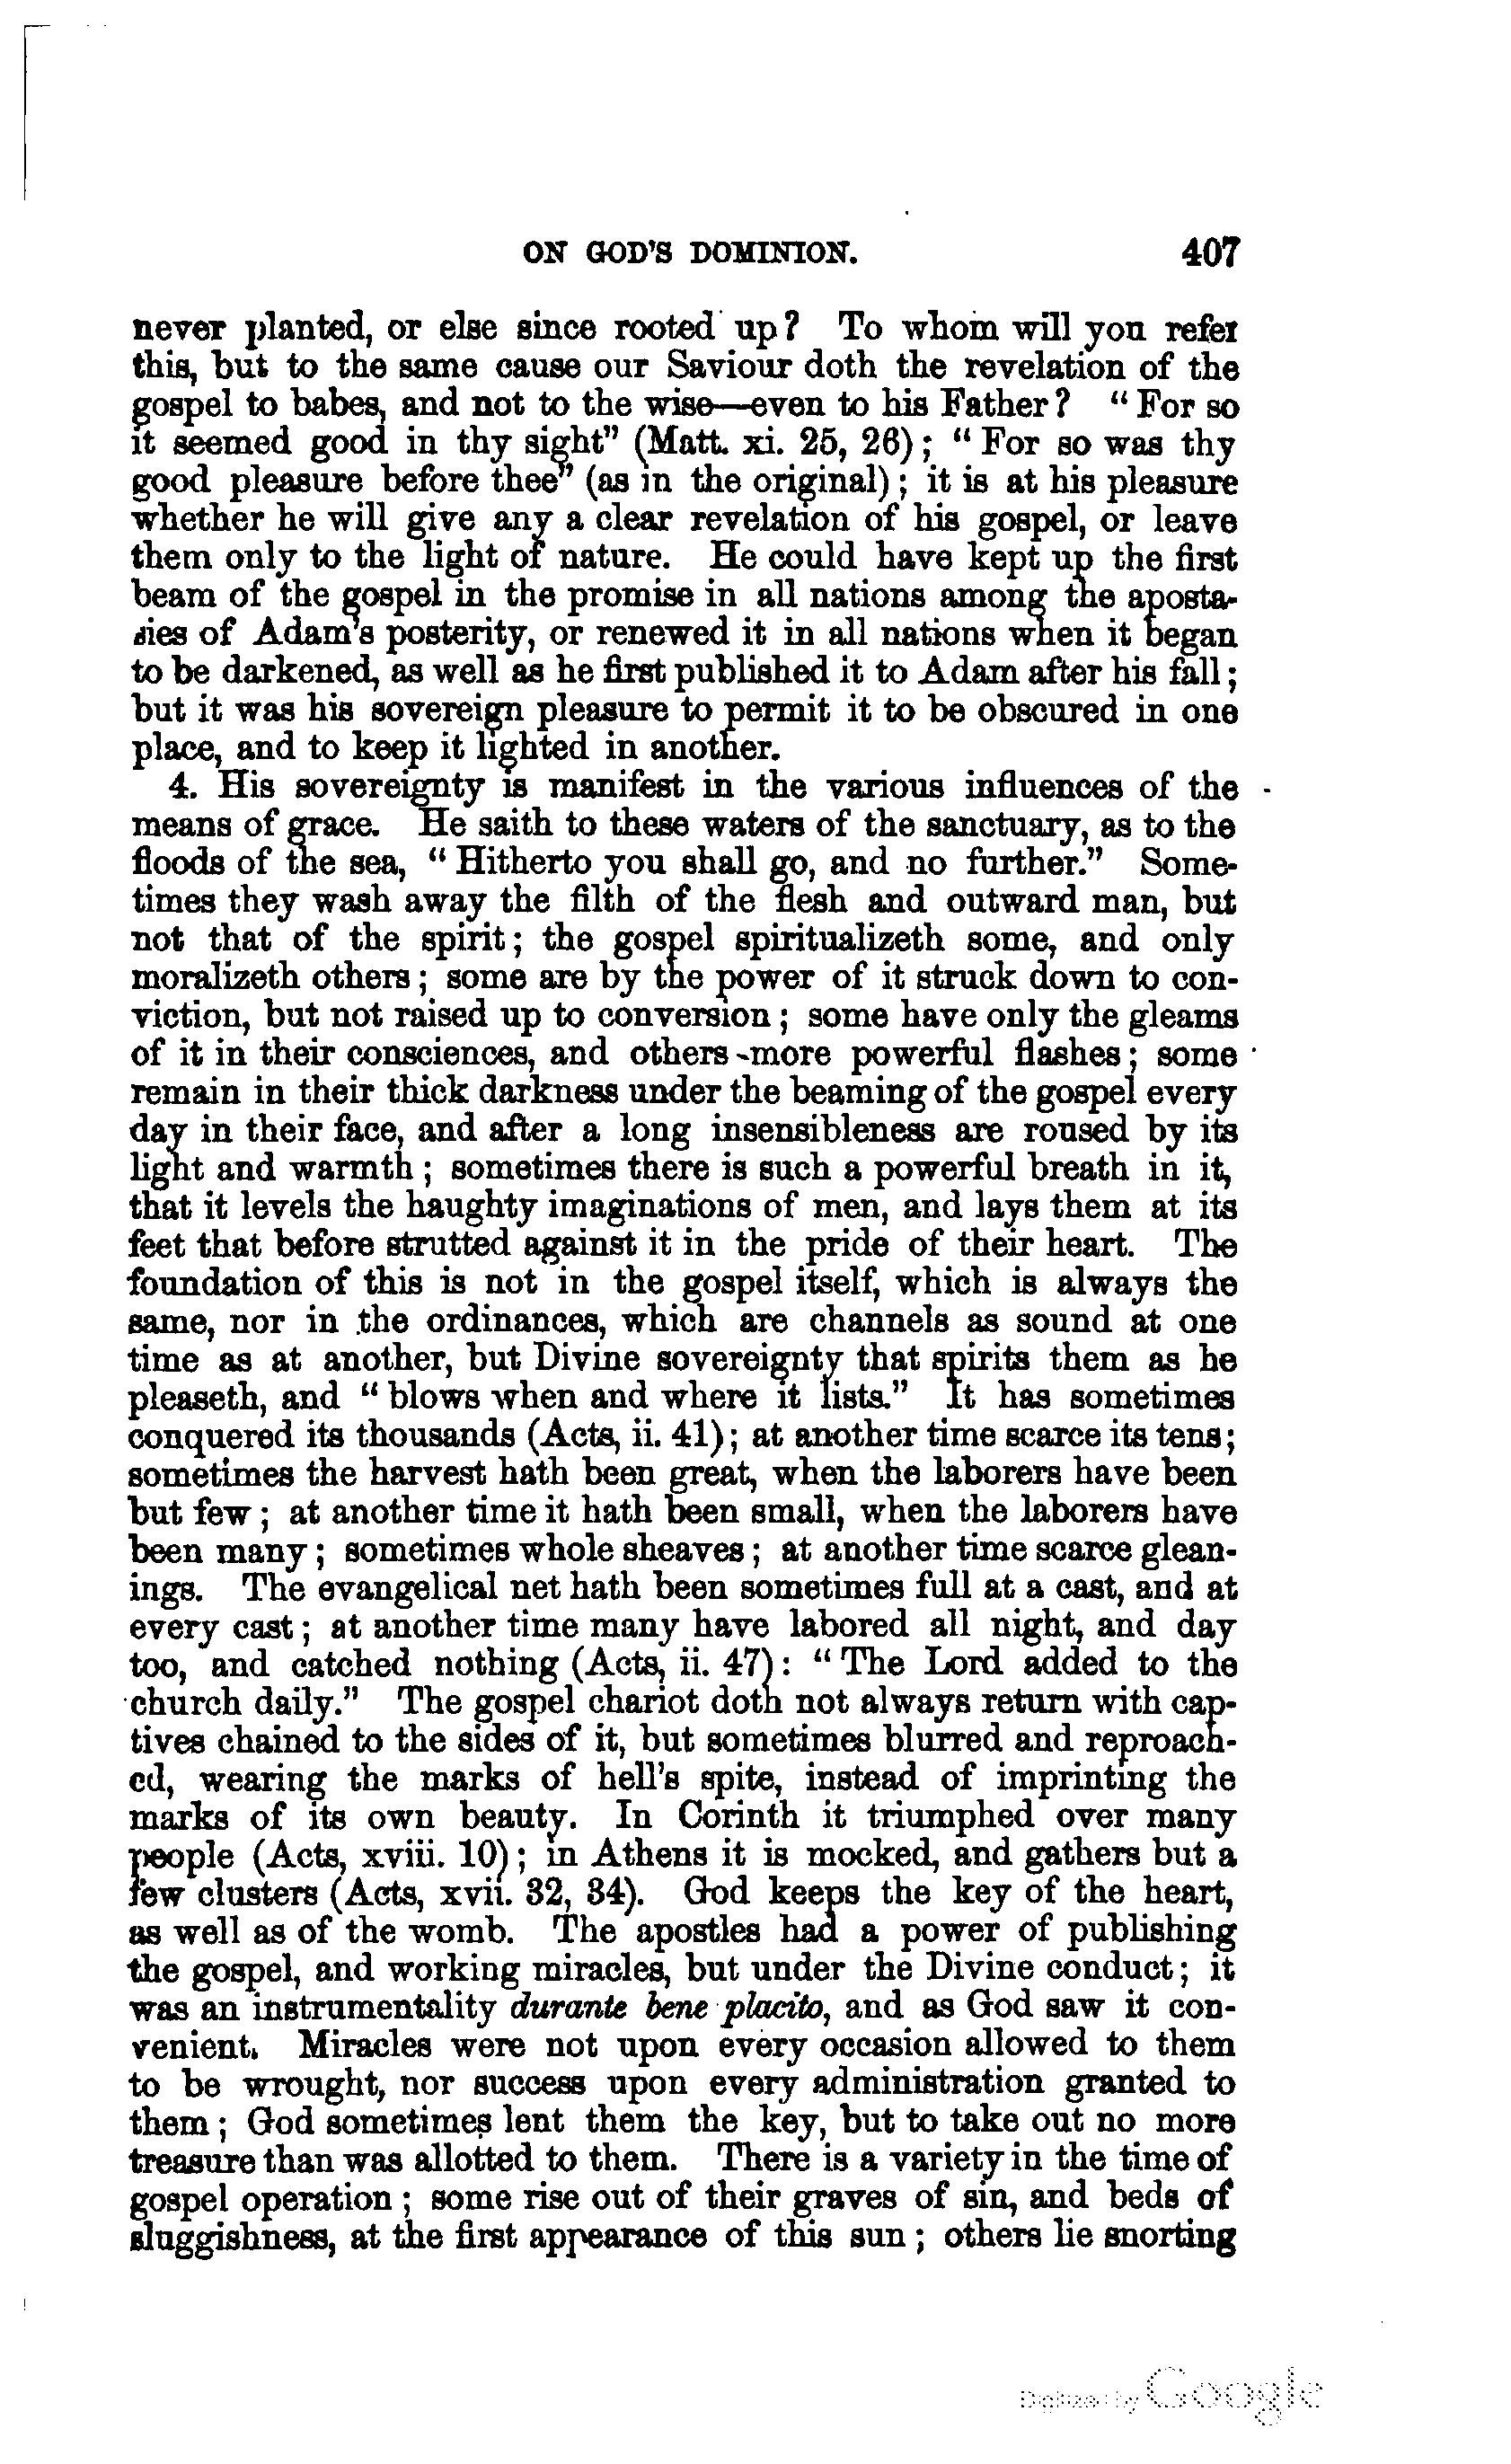 ON GOD'S DOMINION. 407
never planted, or else since rooted up? To whom will you refer
this, but to the same cause our Saviour doth the revelation of the
gospel to babes, and not to the wise—even to his Father? "For so
it seemed good in thy sight" (Matt. xi. 25, 26); "For so was thy
good pleasure before thee" (as in the original); it is at his pleasure
whether he will give any a clear revelation of his gospel, or leave
them only to the light of nature. He could have kept up the first
beam of the gospel in the promise in all nations among the aposta-
sies of Adam's posterity, or renewed it in all nations when it began
to be darkened, as well as he first published it to Adam after his fall;
but it was his sovereign pleasure to permit it to be obscured in one
place, and to keep it lighted in another.
4. His sovereignty is manifest in the various influences of the
means of grace. He saith to these waters of the sanctuary, as to the
floods of the sea, "Hitherto you shall go, and no further." Some-
times they wash away the filth of the flesh and outward man, but
not that of the spirit; the gospel spiritualizeth some, and only
moralizeth others; some are by the power of it struck down to con-
viction, but not raised up to conversion; some have only the gleams
of it in their consciences, and others more powerful flashes; some
remain in their thick darkness under the beaming of the gospel every
day in their face, and after a long insensibleness are roused by its
light and warmth; sometimes there is such a powerful breath in it,
that it levels the haughty imaginations of men, and lays them at its
feet that before strutted against it in the pride of their heart. The
foundation of this is not in the gospel itself, which is always the
same, nor in the ordinances, which are channels as sound at one
time as at another, but Divine sovereignty that spirits them as he
pleaseth, and "blows when and where it lists." It has sometimes
conquered its thousands (Acts, ii. 41); at another time scarce its tens;
sometimes the harvest hath been great, when the laborers have been
but few; at another time it hath been small, when the laborers have
been many; sometimes whole sheaves; at another time scarce glean-
ings. The evangelical net hath been sometimes full at a cast, and at
every cast; at another time many have labored all night, and day
too, and catched nothing (Acts, ii. 47): "The Lord added to the
church daily." The gospel chariot doth not always return with cap-
tives chained to the sides of it, but sometimes blurred and reproach-
ed, wearing the marks of hell's spite, instead of imprinting the
marks of its own beauty. In Corinth it triumphed over many
people (Acts, xviii. 10); in Athens it is mocked, and gathers but a
few clusters (Acts, xvii. 32, 34). God keeps the key of the heart,
as well as of the womb. The apostles had a power of publishing
the gospel, and working miracles, but under the Divine conduct; it
was an instrumentality durante bene placito, and as God saw it con-
venient. Miracles were not upon every occasion allowed to them
to be wrought, nor success upon every administration granted to
them; God sometimes lent them the key, but to take out no more
treasure than was allotted to them. There is a variety in the time of
gospel operation; some rise out of their graves of sin, and beds of
sluggishness, at the first appearance of this sun; others lie snorting
Digitized by Google